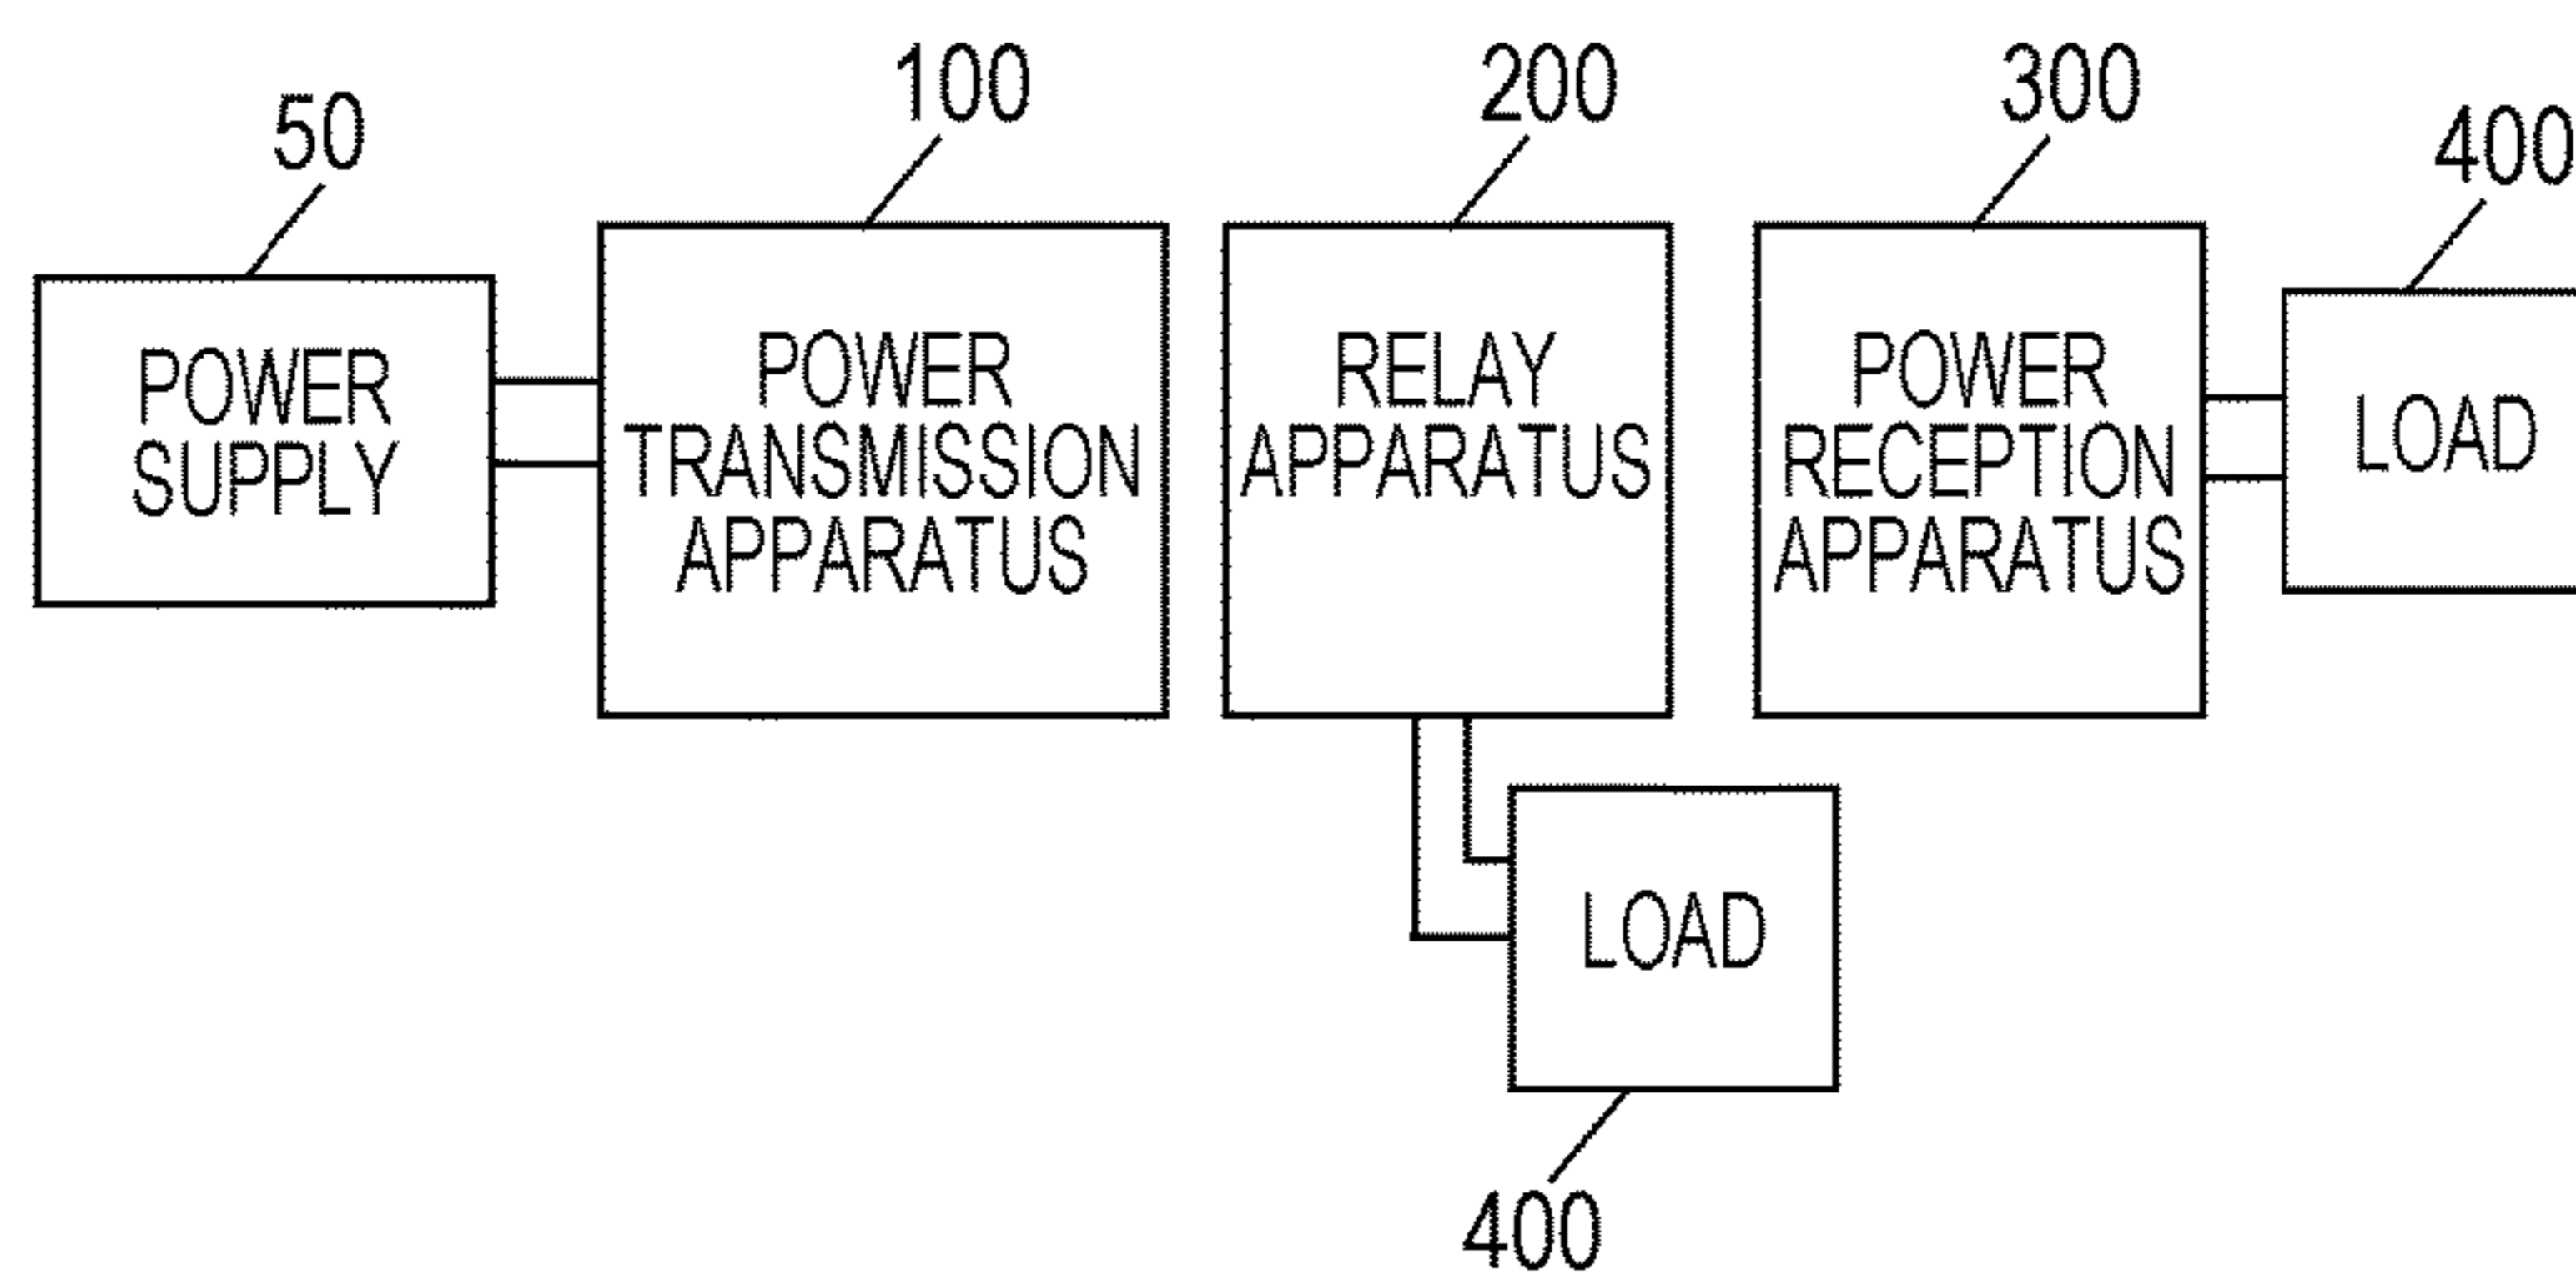 50
100
200
300
400
POWER
SUPPLY
POWER
TRANSMISSION
APPARATUS
RELAY
APPARATUS
POWER
RECEPTION
APPARATUS
LOAD
LOAD
400